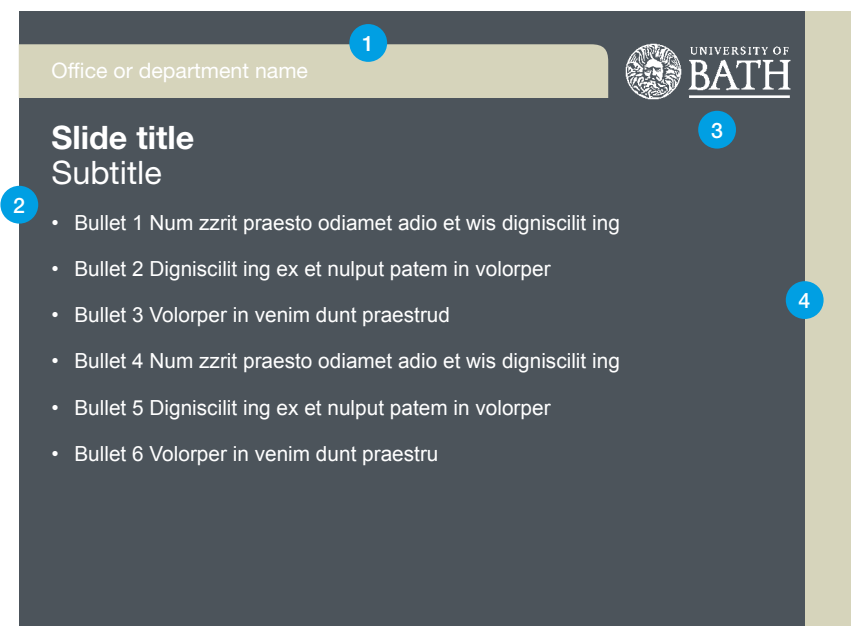 1
Office or department name
UNIVERSITY OF
BATH
3
Slide title
Subtitle
2
• Bullet 1 Num zzrit praesto odiamet adio et wis digniscilit ing
• Bullet 2 Digniscilit ing ex et nulput patem in volorper
4
• Bullet 3 Volorper in venim dunt praestrud
• Bullet 4 Num zzrit praesto odiamet adio et wis digniscilit ing
• Bullet 5 Digniscilit ing ex et nulput patem in volorper
• Bullet 6 Volorper in venim dunt praestru